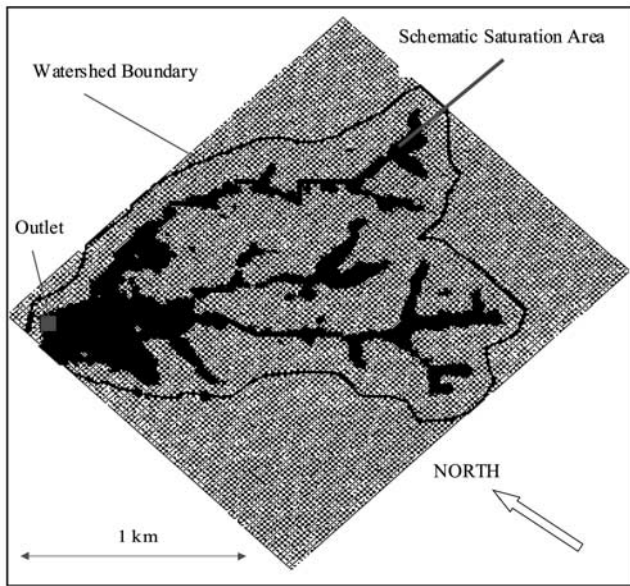 Schematic Saturation Area
Watershed Boundary
Outlet
NORTH
1 km